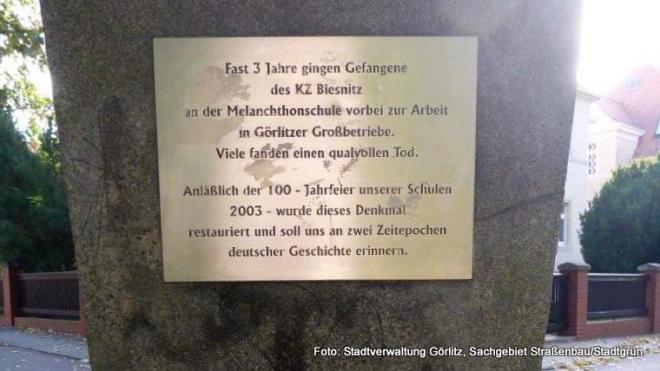 Fast 3 Jahre gingen Gefangene
des KZ Biesnitz
an der Melanchthonschule vorbei zur Arbeit
in Görlitzer Großbetriebe.
Viele fanden einen qualvollen Tod.
Anläßlich der 100 - Jahrfeier unserer Schulen
2003 - wurde dieses Denkmal
restauriert und soll uns an zwei Zeitepochen
deutscher Geschichte erinnern.
Foto: Stadtverwaltung Görlitz, Sachgebiet Straßenbau/Stadtgrün